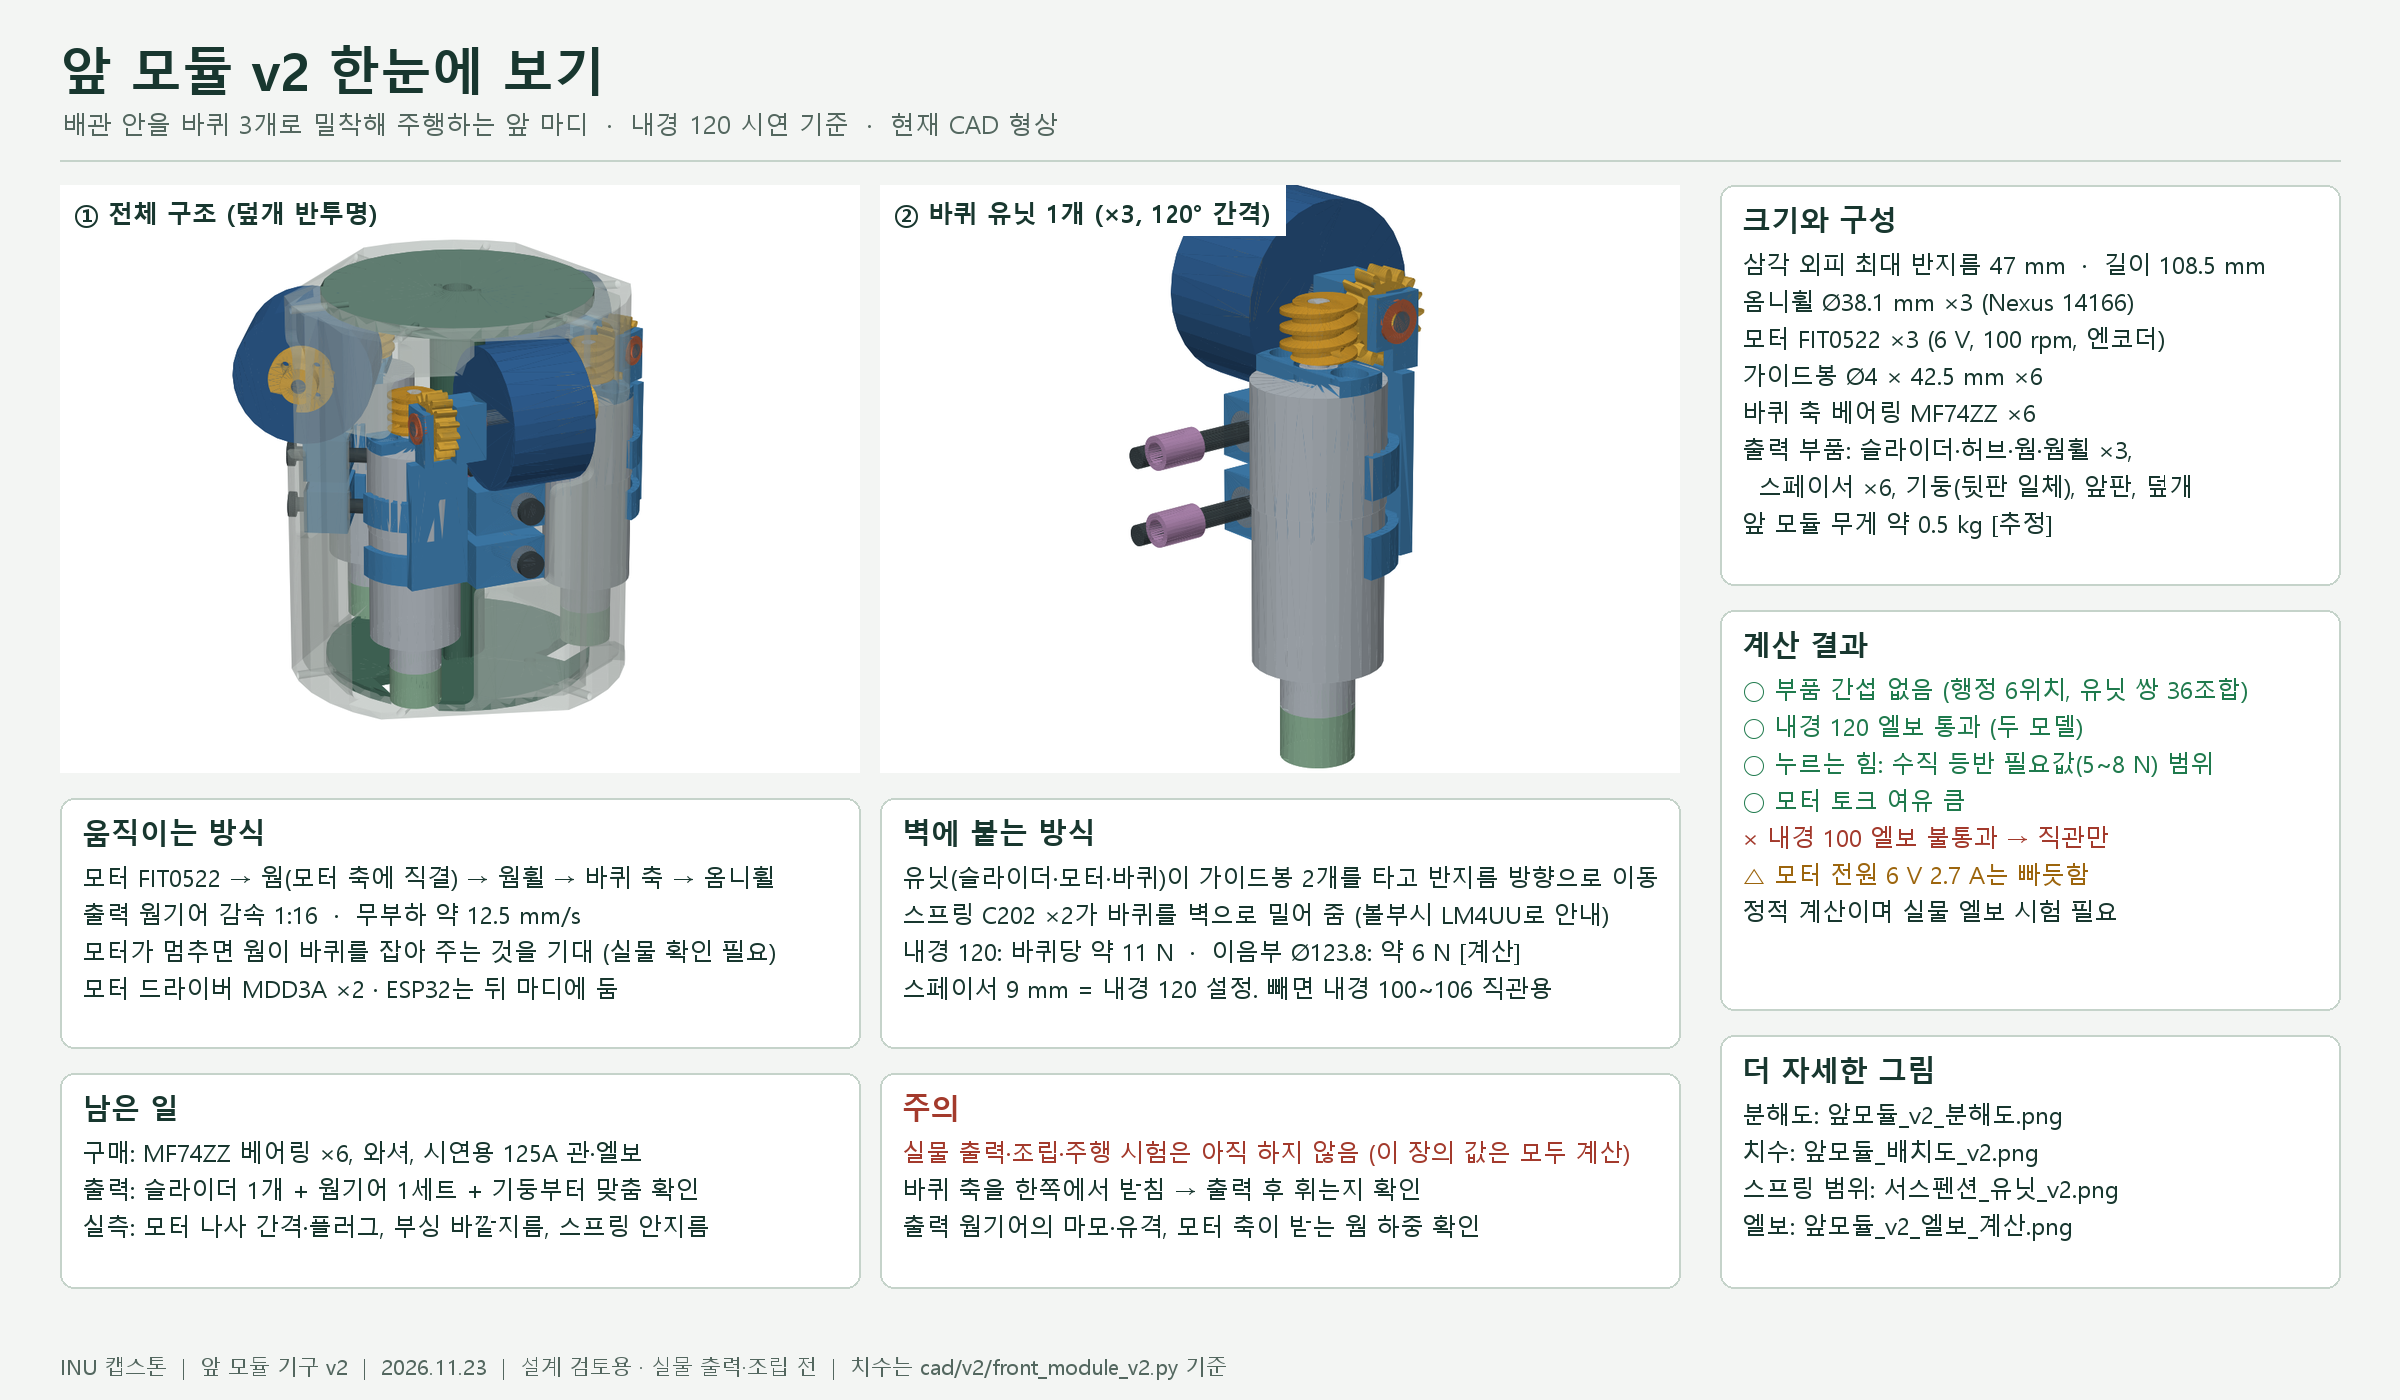 앞 모듈 v2 한눈에 보기
배관 안을 바퀴 3개로 밀착해 주행하는 앞 마디 · 내경 120 시연 기준 · 현재 CAD 형상
① 전체 구조 (덮개 반투명)
② 바퀴 유닛 1개 (×3, 120° 간격)
크기와 구성
삼각 외피 최대 반지름 47 mm · 길이 108.5 mm
옴니휠 Ø38.1 mm ×3 (Nexus 14166)
모터 FIT0522 ×3 (6 V, 100 rpm, 엔코더)
가이드봉 Ø4 × 42.5 mm ×6
바퀴 축 베어링 MF74ZZ ×6
출력 부품: 슬라이더·허브·웜·웜휠 ×3,
스페이서 ×6, 기둥(뒷판 일체), 앞판, 덮개
앞 모듈 무게 약 0.5 kg [추정]
계산 결과
○ 부품 간섭 없음 (행정 6위치, 유닛 쌍 36조합)
○ 내경 120 엘보 통과 (두 모델)
○ 누르는 힘: 수직 등반 필요값(5~8 N) 범위
○ 모터 토크 여유 큼
× 내경 100 엘보 불통과 → 직관만
△ 모터 전원 6 V 2.7 A는 빠듯함
정적 계산이며 실물 엘보 시험 필요
움직이는 방식
모터 FIT0522 → 웜(모터 축에 직결) → 웜휠 → 바퀴 축 → 옴니휠
출력 웜기어 감속 1:16 · 무부하 약 12.5 mm/s
모터가 멈추면 웜이 바퀴를 잡아 주는 것을 기대 (실물 확인 필요)
모터 드라이버 MDD3A ×2 · ESP32는 뒤 마디에 둠
벽에 붙는 방식
유닛(슬라이더·모터·바퀴)이 가이드봉 2개를 타고 반지름 방향으로 이동
스프링 C202 ×2가 바퀴를 벽으로 밀어 줌 (볼부시 LM4UU로 안내)
내경 120: 바퀴당 약 11 N · 이음부 Ø123.8: 약 6 N [계산]
스페이서 9 mm = 내경 120 설정. 빼면 내경 100~106 직관용
남은 일
구매: MF74ZZ 베어링 ×6, 와셔, 시연용 125A 관·엘보
출력: 슬라이더 1개 + 웜기어 1세트 + 기둥부터 맞춤 확인
실측: 모터 나사 간격·플러그, 부싱 바깥지름, 스프링 안지름
주의
실물 출력·조립·주행 시험은 아직 하지 않음 (이 장의 값은 모두 계산)
바퀴 축을 한쪽에서 받침 → 출력 후 휘는지 확인
출력 웜기어의 마모·유격, 모터 축이 받는 웜 하중 확인
더 자세한 그림
분해도: 앞모듈_v2_분해도.png
치수: 앞모듈_배치도_v2.png
스프링 범위: 서스펜션_유닛_v2.png
엘보: 앞모듈_v2_엘보_계산.png
INU 캡스톤 | 앞 모듈 기구 v2 | 2026.11.23 | 설계 검토용 · 실물 출력·조립 전 | 치수는 cad/v2/front_module_v2.py 기준